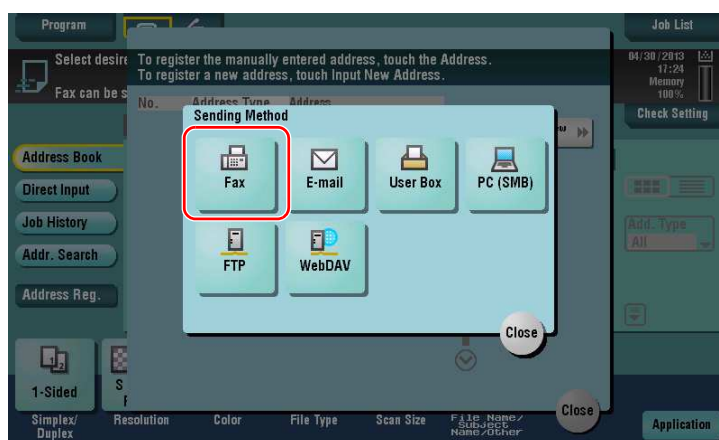 Program
Job List
Select desire
Fax can be s
To register the manually entered address, touch the Address.
To register a new address, touch Input New Address.
04/30/2013
17:24
Memory
100%
Check Setting
No. Address Type Address
Sending Method
Fax
E-mail
User Box
PC (SMB)
FTP
WebDAV
Close
Address Book
Direct Input
Job History
Addr. Search
Address Reg.
Add. Type
All
1-Sided
S
Simplex/
Duplex
Resolution
Color
File Type
Scan Size
File Name/
Subject
Name/Other
Close
Application